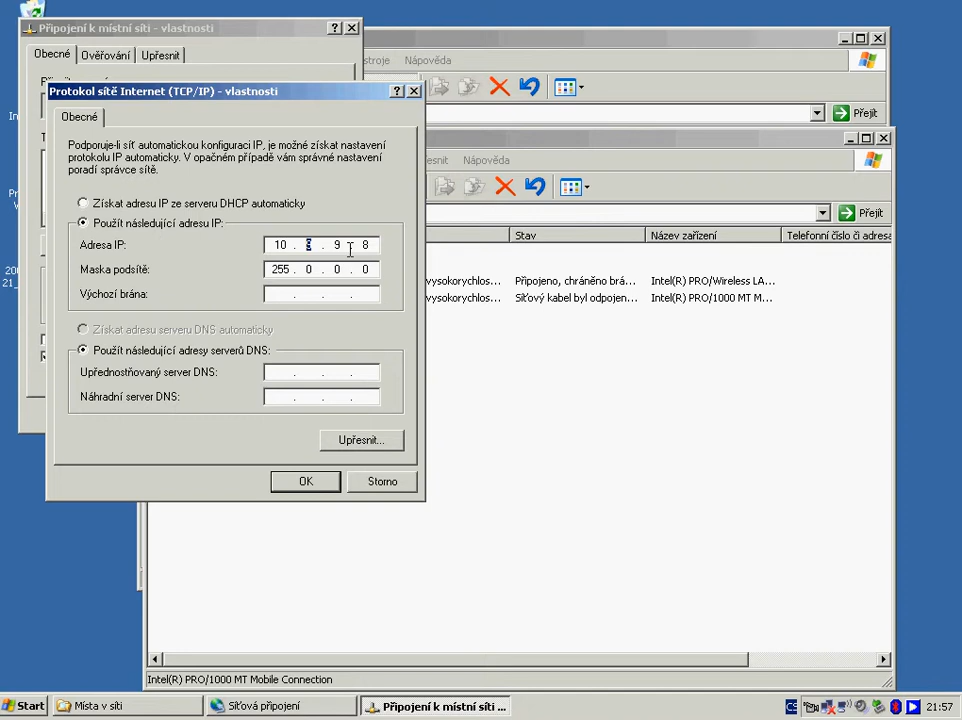 Připojení k místní síti - vlastnosti
Obecné
Ověřování
Upřesnit
Nápověda
Přejít
Protokol sítě Internet (TCP/IP) - vlastnosti
Obecné
Podporuje-li síť automatickou konfiguraci IP, je možné získat nastavení
protokolu IP automaticky. V opačném případě vám správné nastavení
poradí správce sítě.
Získat adresu IP ze serveru DHCP automaticky
Použít následující adresu IP:
Adresa IP: 10 . 9 . 9 . 8
Maska podsítě: 255 . 0 . 0 . 0
Výchozí brána: . . .
Získat adresu serveru DNS automaticky
Použít následující adresy serverů DNS:
Upřednostňovaný server DNS: . . .
Náhradní server DNS: . . .
Upřesnit...
OK
Storno
Nápověda
Přejít
Stav
Název zařízení
Telefonní číslo či adresa
vysokorychlos... Připojeno, chráněno brá... Intel(R) PRO/Wireless LA...
vysokorychlos... Síťový kabel byl odpojen... Intel(R) PRO/1000 MT M...
Intel(R) PRO/1000 MT Mobile Connection
Start
Místa v síti
Síťová připojení
Připojení k místní síti ...
CS
21:57